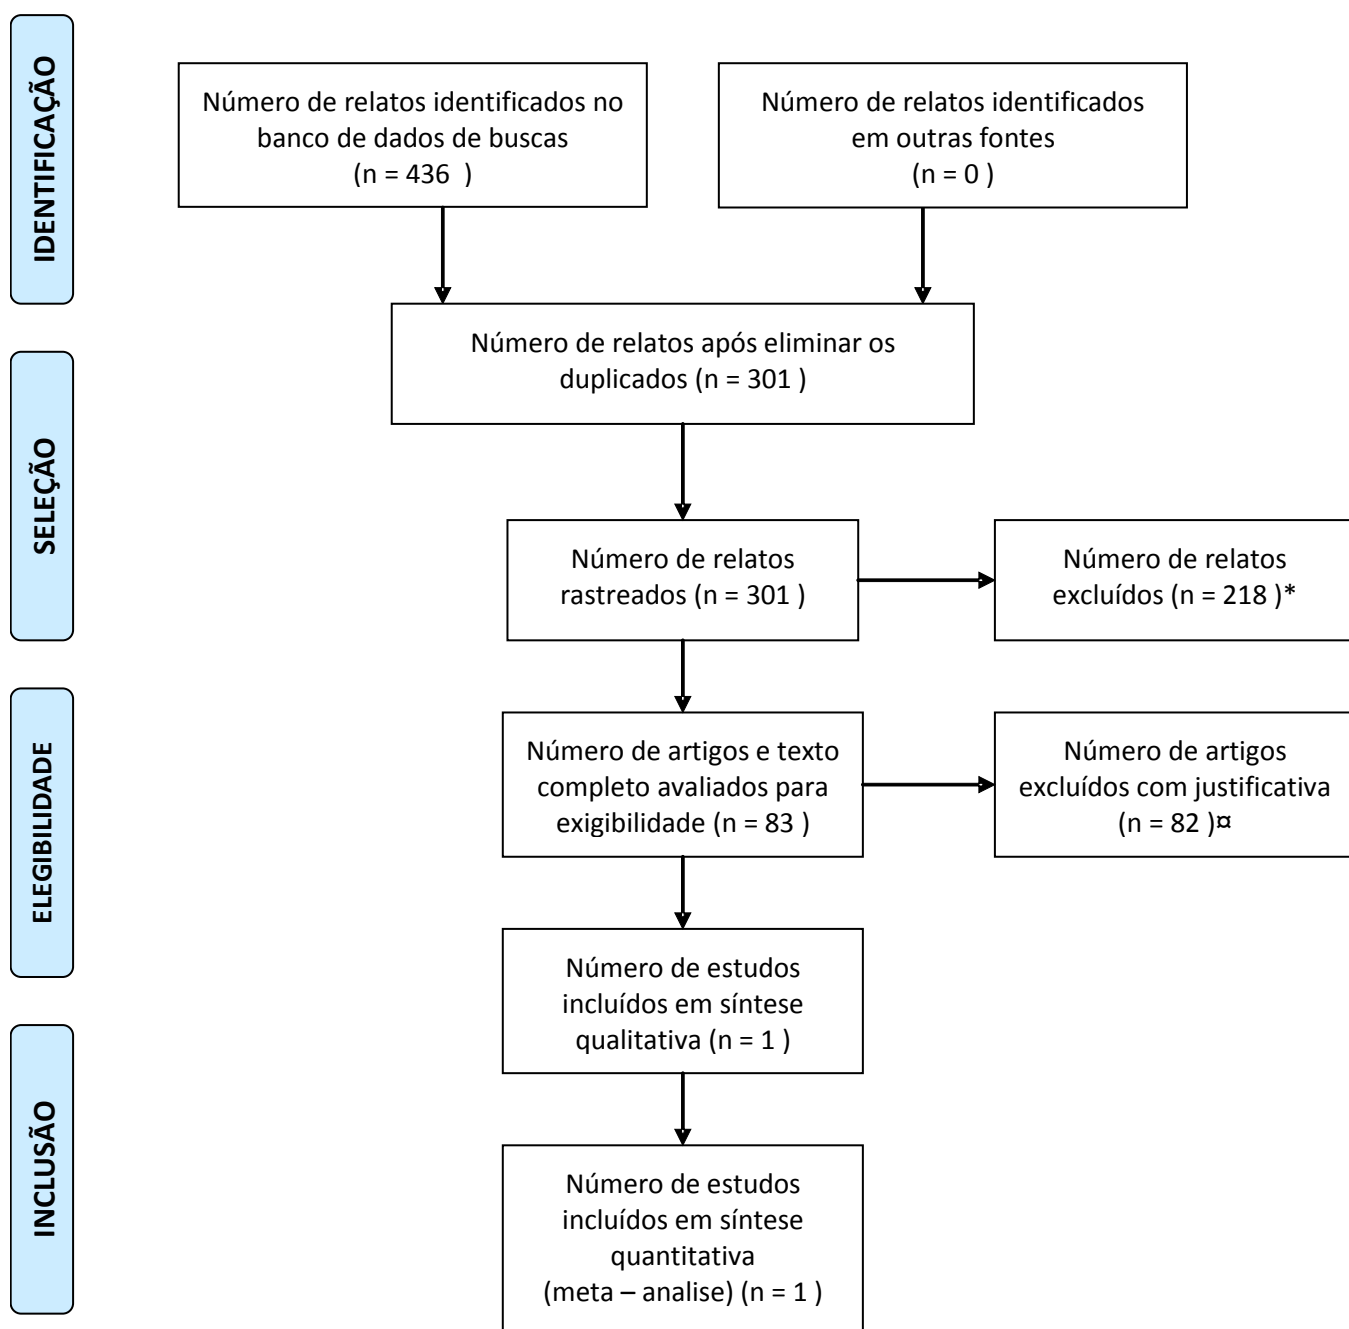 IDENTIFICAÇÃO
Número de relatos identificados no
banco de dados de buscas
(n = 436  )
Número de relatos identificados
em outras fontes
(n = 0 )
Número de relatos após eliminar os
duplicados (n = 301 )
SELEÇÃO
Número de relatos
rastreados (n = 301 )
Número de relatos
excluídos (n = 218 )*
ELEGIBILIDADE
Número de artigos e texto
completo avaliados para
exigibilidade (n = 83 )
Número de artigos
excluídos com justificativa
(n = 82 )¤
Número de estudos
incluídos em síntese
qualitativa (n = 1 )
INCLUSÃO
Número de estudos
incluídos em síntese
quantitativa
(meta – analise) (n = 1 )